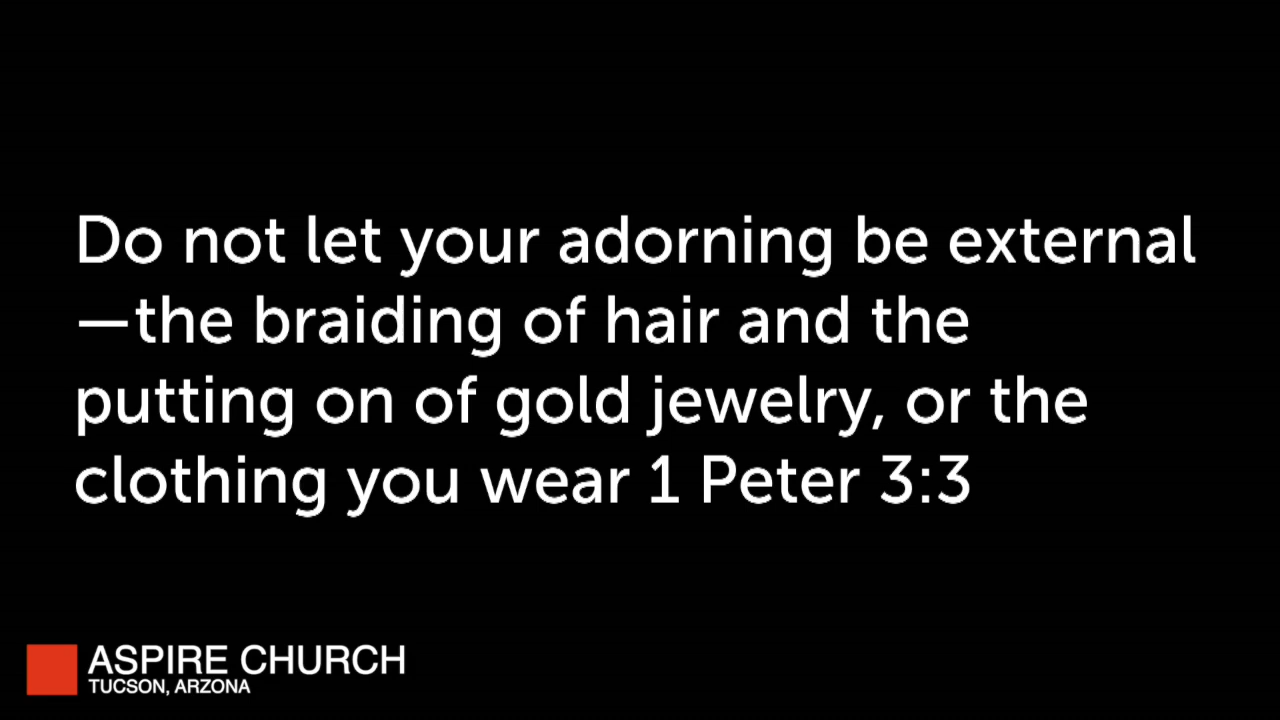 Do not let your adorning be external
—the braiding of hair and the
putting on of gold jewelry, or the
clothing you wear 1 Peter 3:3
ASPIRE CHURCH
TUCSON, ARZONA